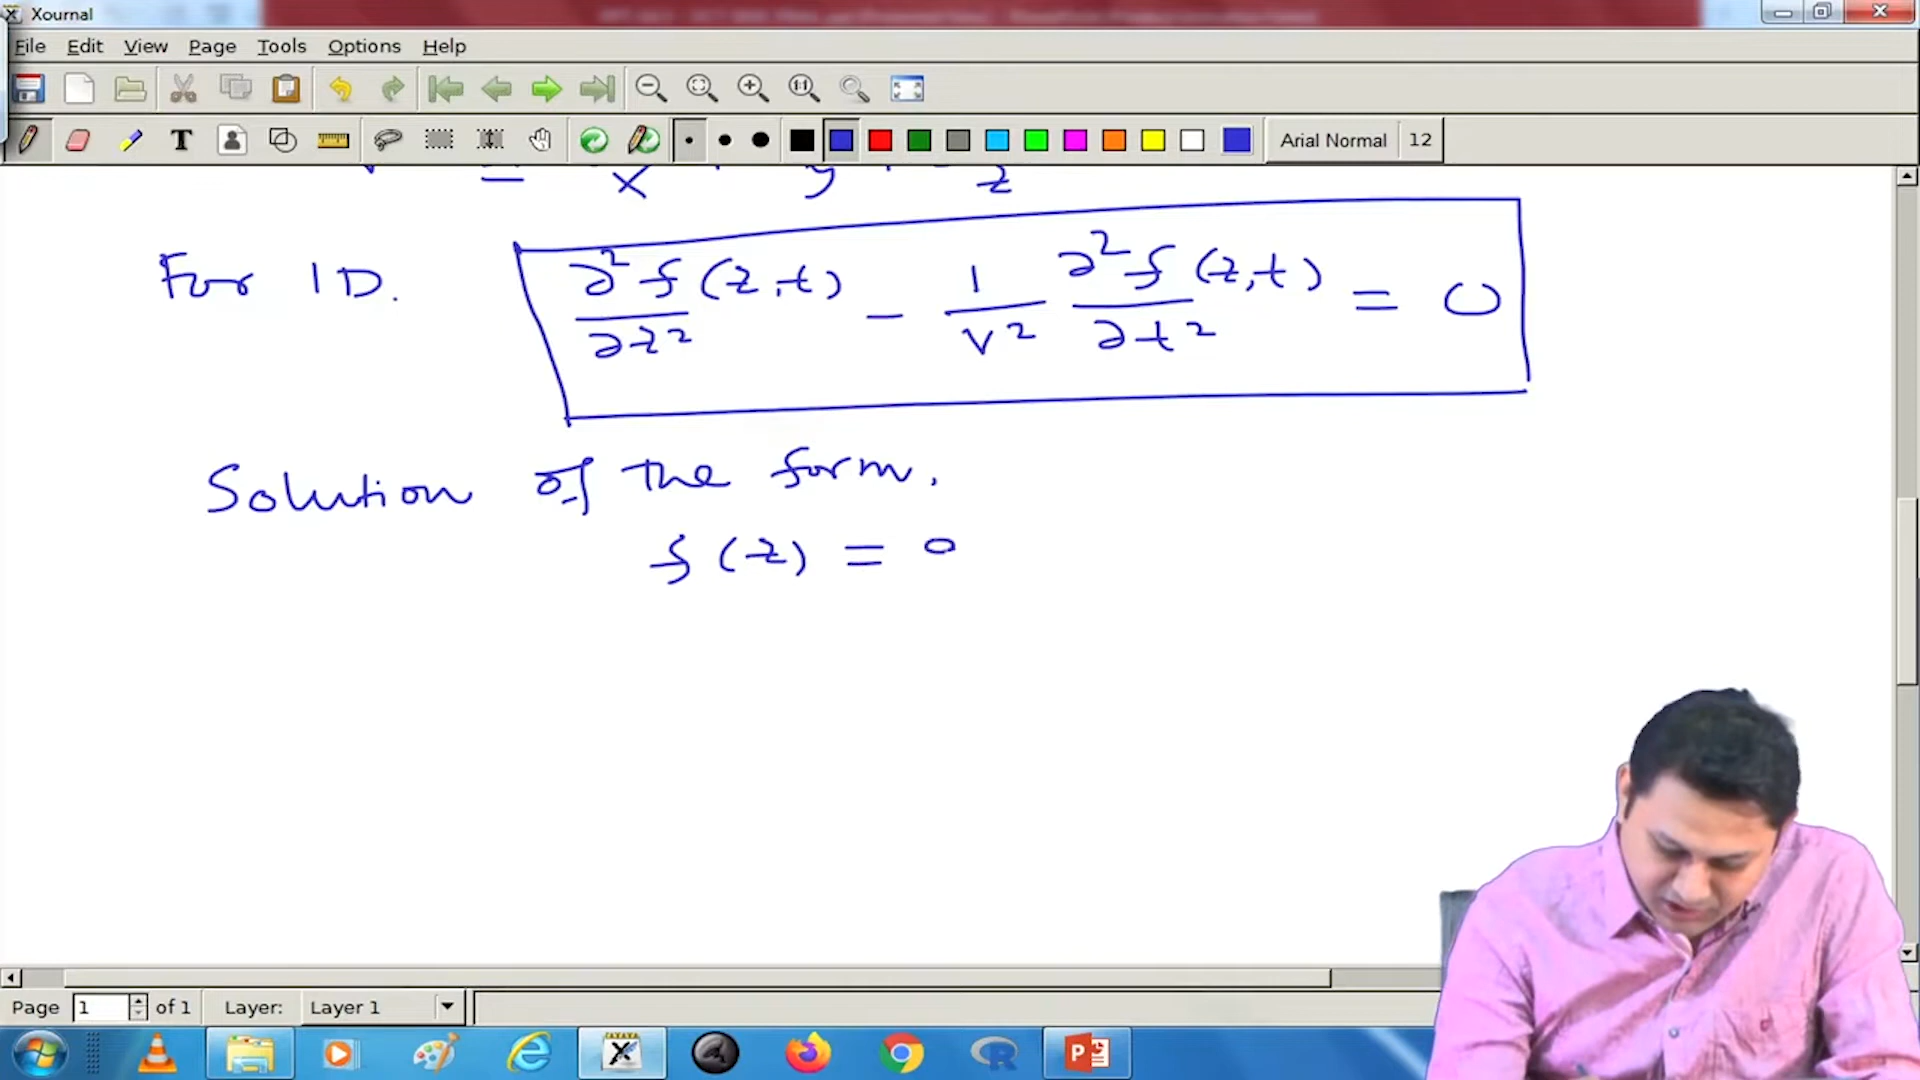 Xournal
File Edit View Page Tools Options Help
T Arial Normal 12
= x + y + z
For 1D. ∂²f(z,t)/∂z² - 1/v² ∂²f(z,t)/∂t² = 0
Solution of the form.
f(z) = 0
Page 1 of 1 Layer: Layer 1